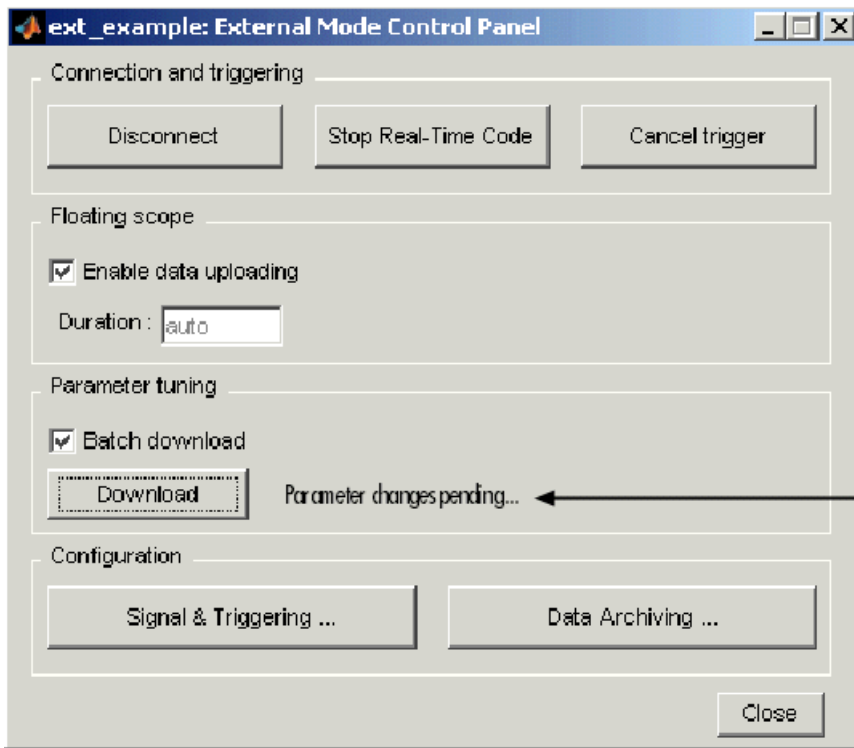 ext_example: External Mode Control Panel
Connection and triggering
Disconnect
Stop Real-Time Code
Cancel trigger
Floating scope
Enable data uploading
Duration :
auto
Parameter tuning
Batch download
Download
Parameter changes pending...
Configuration
Signal & Triggering ...
Data Archiving ...
Close